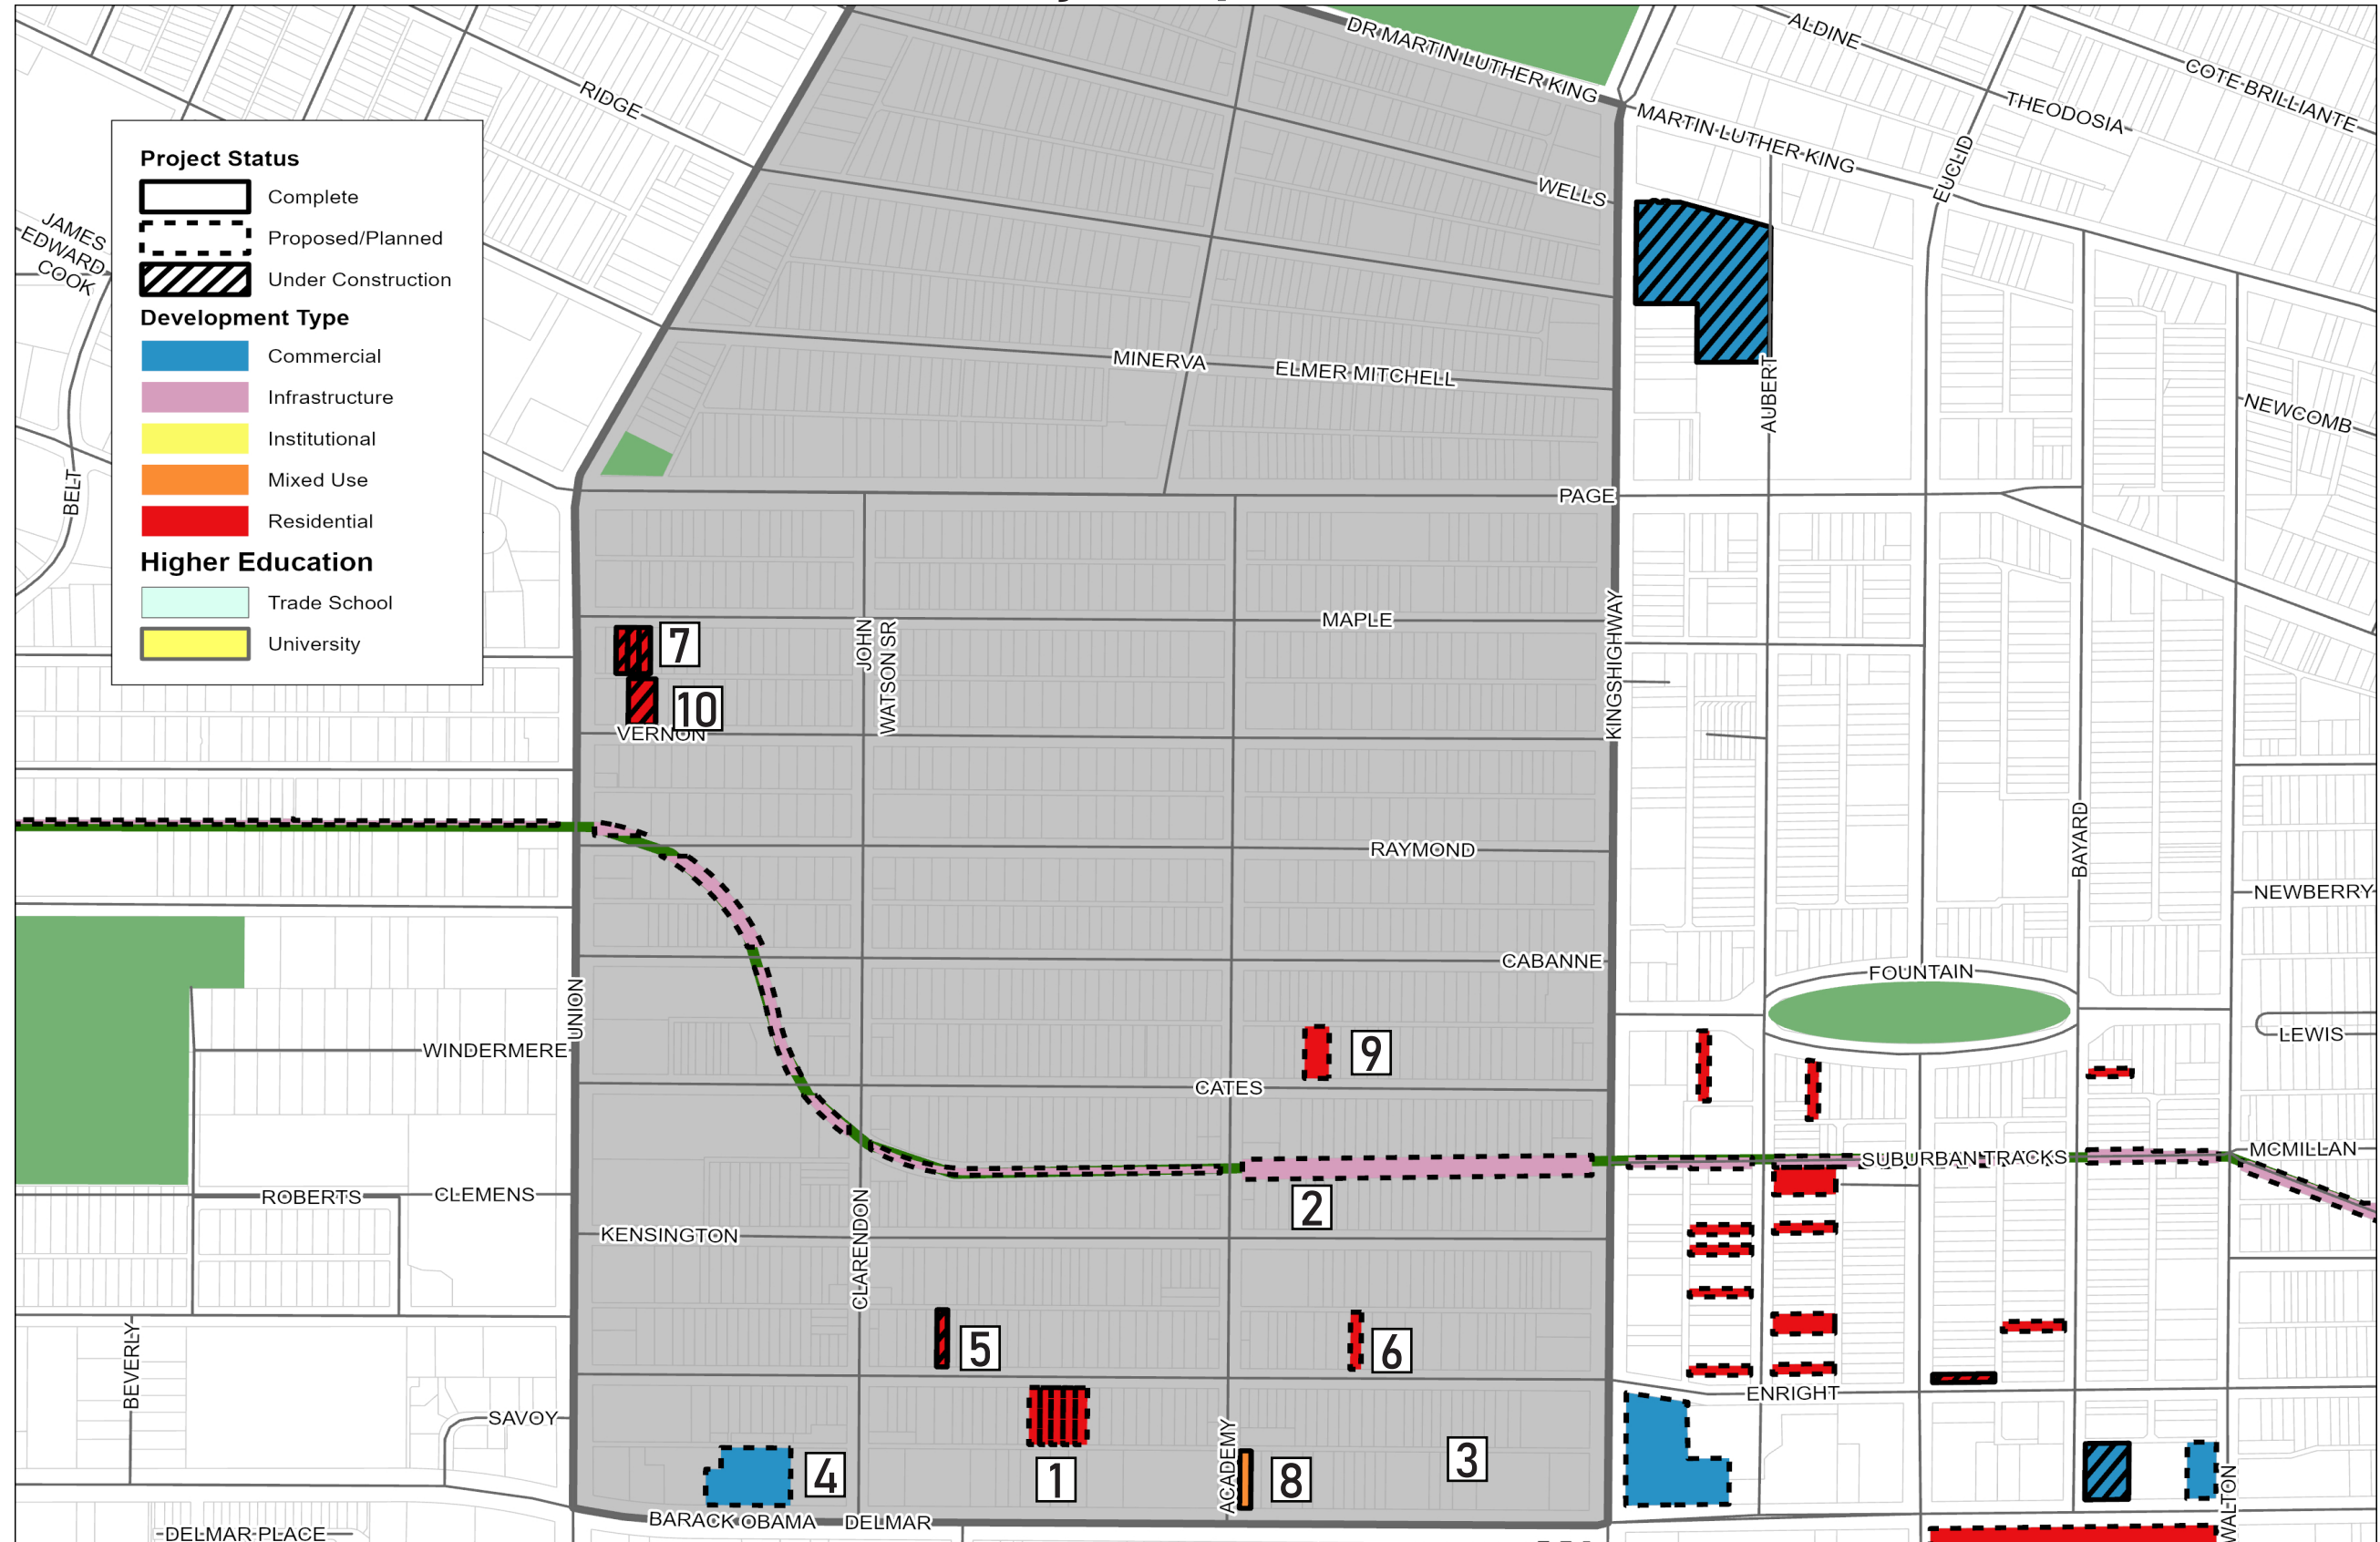 DR MARTIN LUTHER KING
ALDINE
COTE BRILLIANTE
THEODOSIA
RIDGE
MARTIN LUTHER KING
EUCLID
WELLS
Project Status
Complete
Proposed/Planned
Under Construction
Development Type
Commercial
Infrastructure
Institutional
Mixed Use
Residential
Higher Education
Trade School
University
JAMES
EDWARD
COOK
BELT
MINERVA
ELMER MITCHELL
AUBERT
NEWCOMB
PAGE
MAPLE
7
JOHN
WATSON SR
KINGSHIGHWAY
10
VERNON
RAYMOND
BAYARD
NEWBERRY
CABANNE
FOUNTAIN
UNION
WINDERMERE
LEWIS
9
CATES
SUBURBAN TRACKS
MCMILLAN
ROBERTS
CLEMENS
2
KENSINGTON
CLARENDON
BEVERLY
5
6
ENRIGHT
SAVOY
4
1
ACADEMY
8
3
WALTON
BARACK OBAMA
DELMAR
DELMAR PLACE